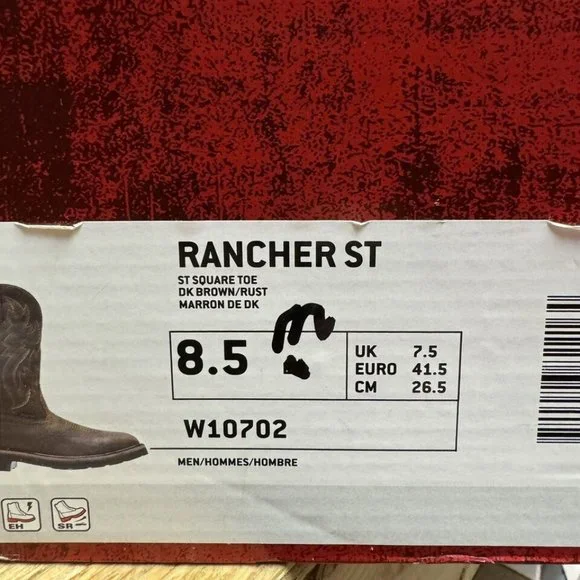 RANCHER ST
ST SQUARE TOE
DK BROWN/RUST
MARRON DE DK
8.5 m
UK 7.5
EURO 41.5
CM 26.5
W10702
MEN/HOMMES/HOMBRE
EH SR